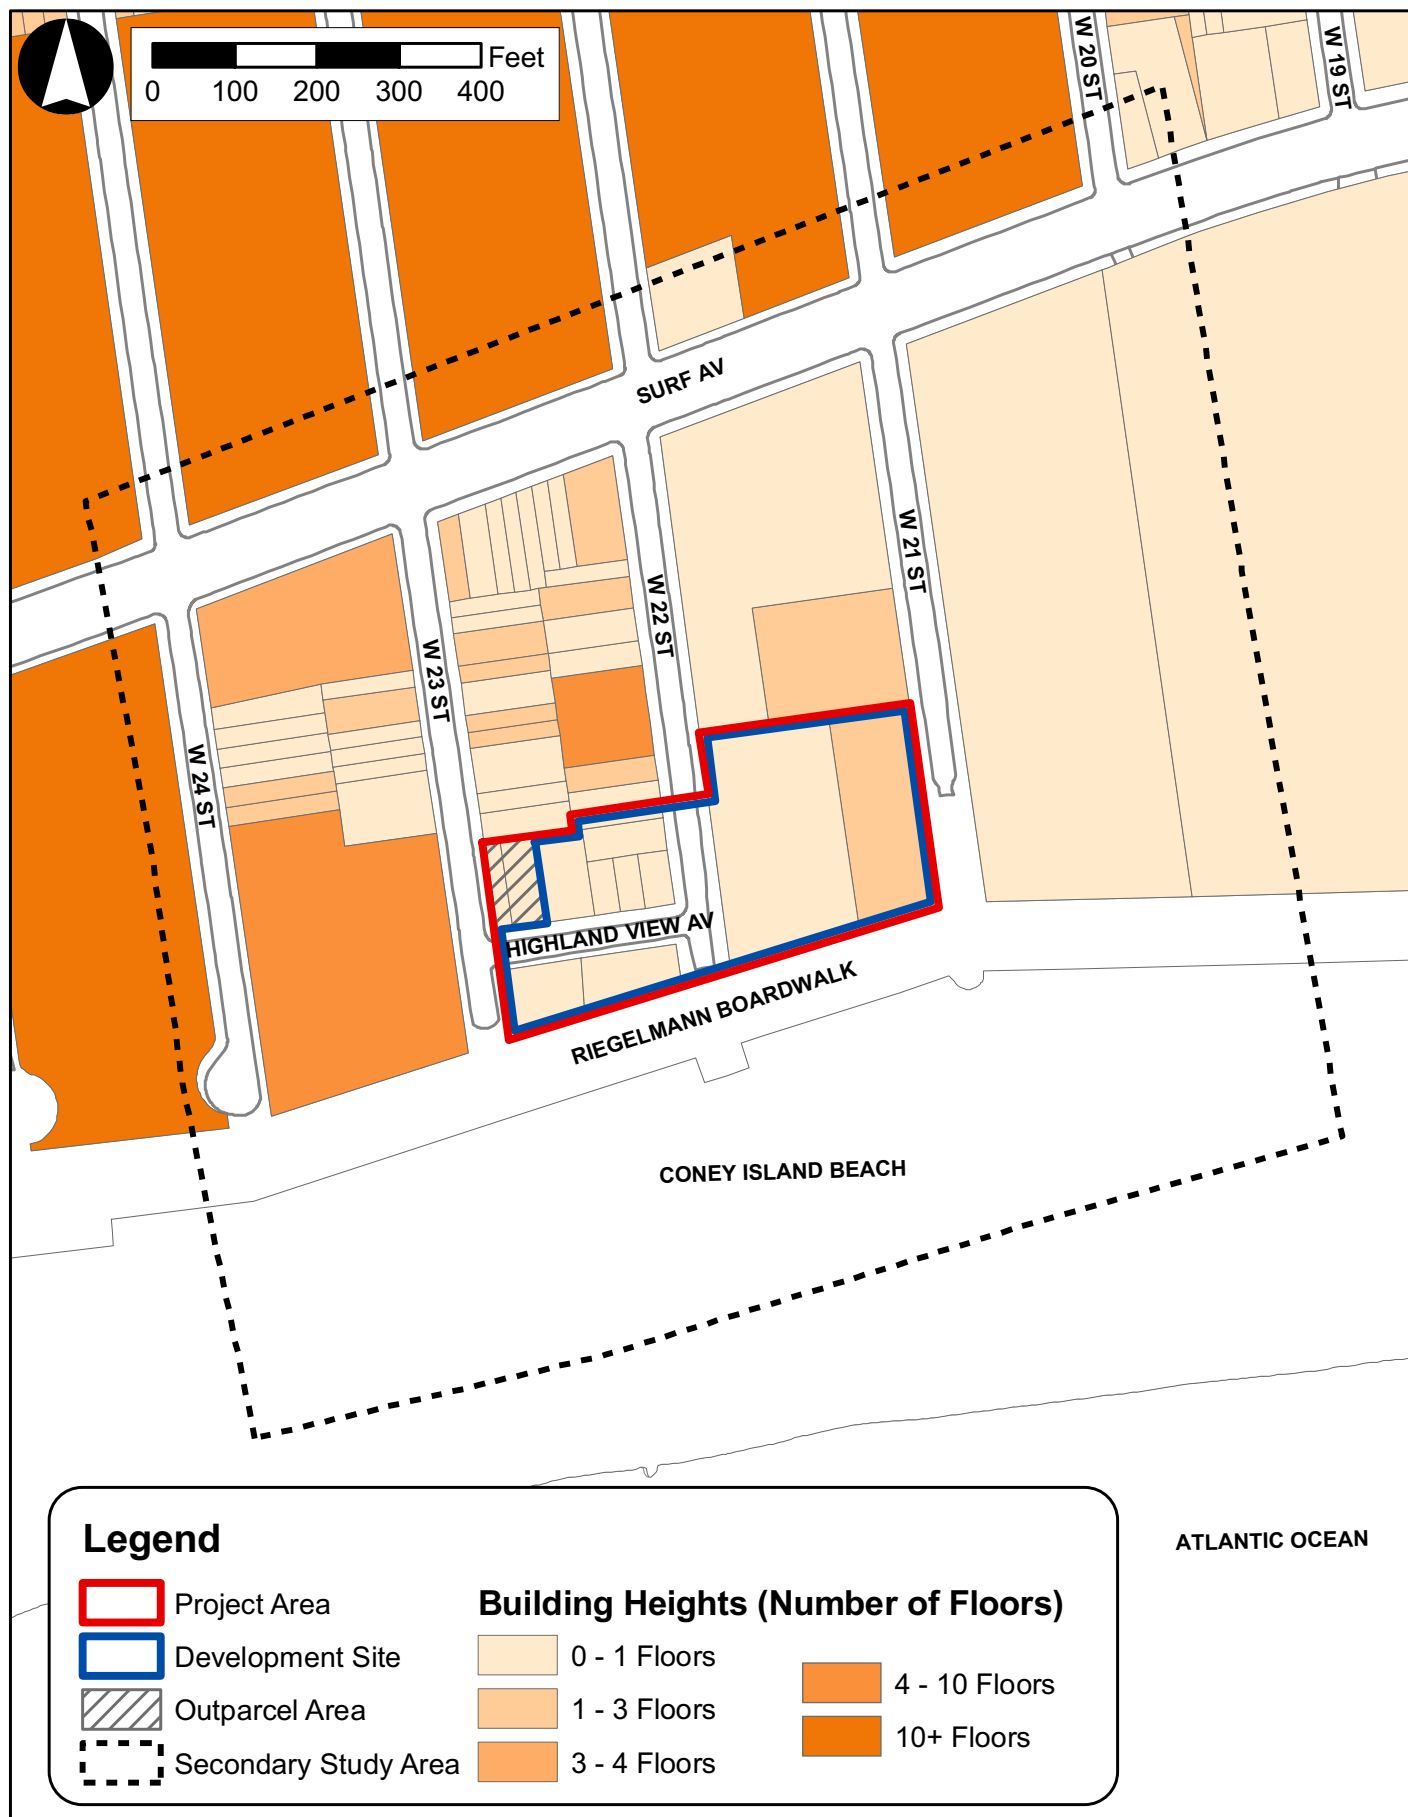 Feet
0 100 200 300 400
W 20 ST
W 19 ST
SURF AV
W 21 ST
W 22 ST
W 23 ST
W 24 ST
HIGHLAND VIEW AV
RIEGELMANN BOARDWALK
CONEY ISLAND BEACH
ATLANTIC OCEAN
Legend
Project Area
Development Site
Outparcel Area
Secondary Study Area
Building Heights (Number of Floors)
0 - 1 Floors
1 - 3 Floors
3 - 4 Floors
4 - 10 Floors
10+ Floors